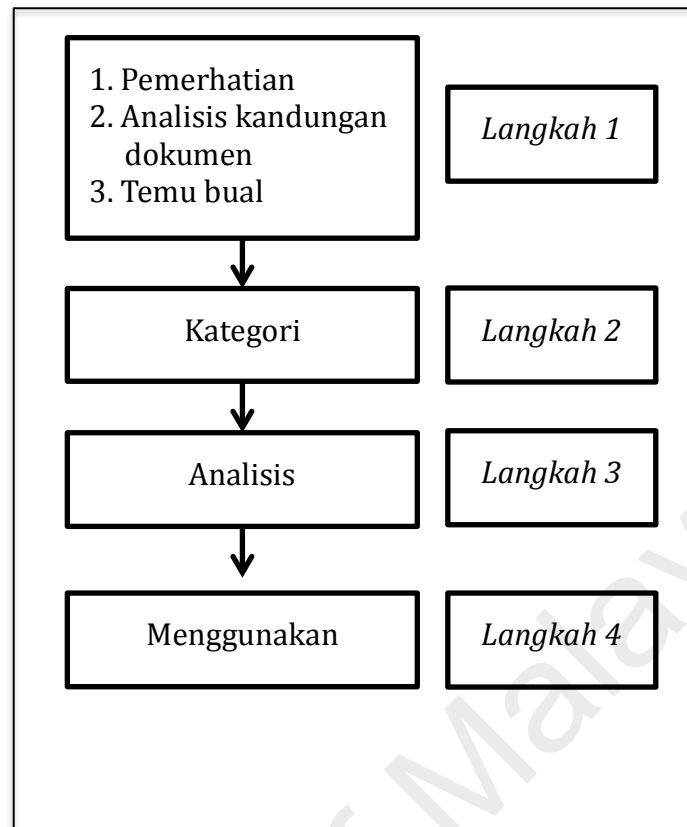 1. Pemerhatian
2. Analisis kandungan
dokumen
3. Temu bual
Langkah 1
Kategori
Langkah 2
Analisis
Langkah 3
Menggunakan
Langkah 4
f Malay